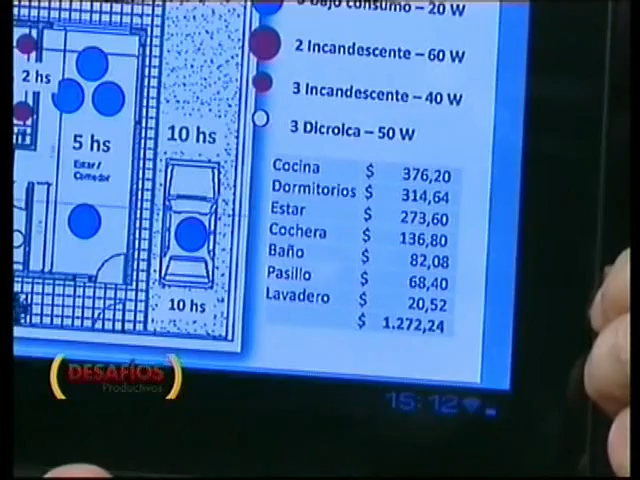 3 Bajo consumo – 20 W
2 Incandescente – 60 W
3 Incandescente – 40 W
3 Dicroica – 50 W
2 hs
5 hs
Estar /
Comedor
10 hs
10 hs
Cocina $ 376,20
Dormitorios $ 314,64
Estar $ 273,60
Cochera $ 136,80
Baño $ 82,08
Pasillo $ 68,40
Lavadero $ 20,52
$ 1.272,24
DESAFÍOS
Productivos
15:12